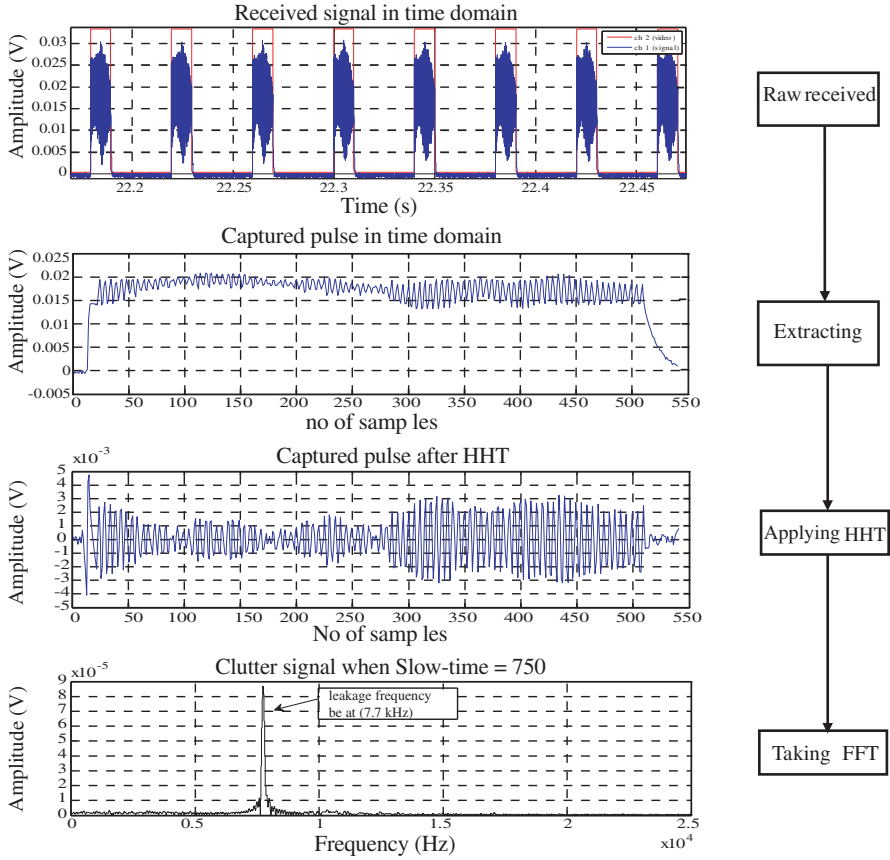 Received signal in time domain
Amplitude (V)
0.03
0.025
0.02
0.015
0.01
0.005
0
22.2 22.25 22.3 22.35 22.4 22.45
Time (s)
ch 2 (video)
ch 1 (signal)
Raw received
Captured pulse in time domain
Amplitude (V)
0.025
0.02
0.015
0.01
0.005
0
-0.005
0 50 100 150 200 250 300 350 400 450 500 550
no of samp les
Extracting
Captured pulse after HHT
x10-3
Amplitude (V)
5
4
3
2
1
0
-1
-2
-3
-4
-5
0 50 100 150 200 250 300 350 400 450 500 550
No of samp les
Applying HHT
Clutter signal when Slow-time = 750
x10-5
Amplitude (V)
9
8
7
6
5
4
3
2
1
0
leakage frequency
be at (7.7 kHz)
0 0.5 1 1.5 2 2.5
Frequency (Hz)
x10⁴
Taking FFT